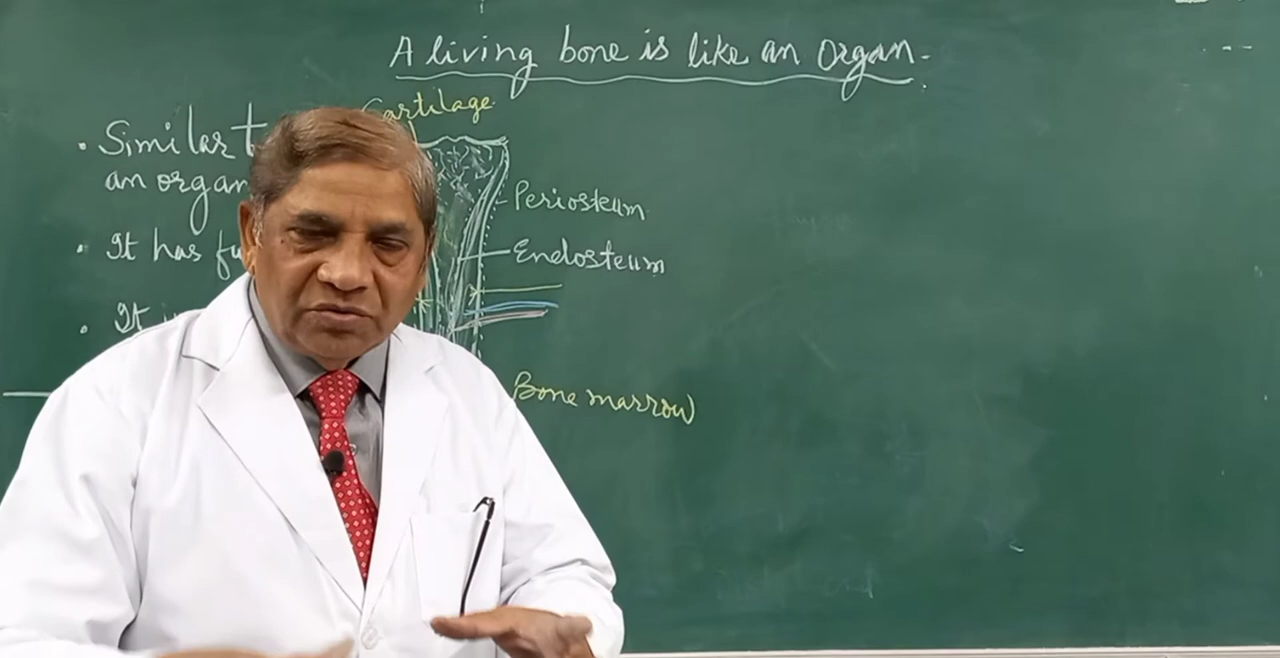 A living bone is like an organ.
Cartilage
• Similar
an organ
Periosteum
• It has
Endosteum
• It
Bone marrow